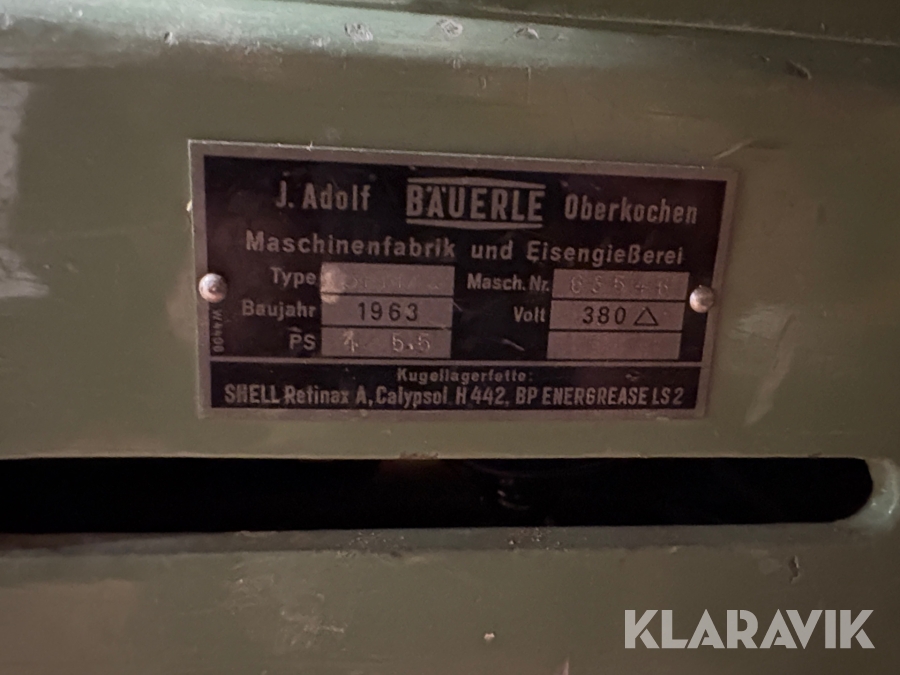 J. Adolf BÄUERLE Oberkochen
Maschinenfabrik und Eisengießerei
Type Masch. Nr.
Baujahr 1963 Volt 380 △
PS 4 5.5
Kugellagerfette:
SHELL Retinax A, Calypsol H 442, BP ENERGREASE LS 2
KLARAVIK